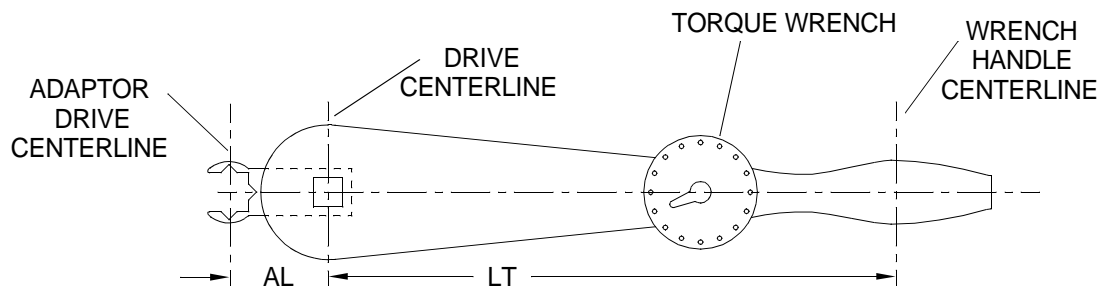 TORQUE WRENCH
WRENCH
HANDLE
CENTERLINE
DRIVE
CENTERLINE
ADAPTOR
DRIVE
CENTERLINE
AL
LT